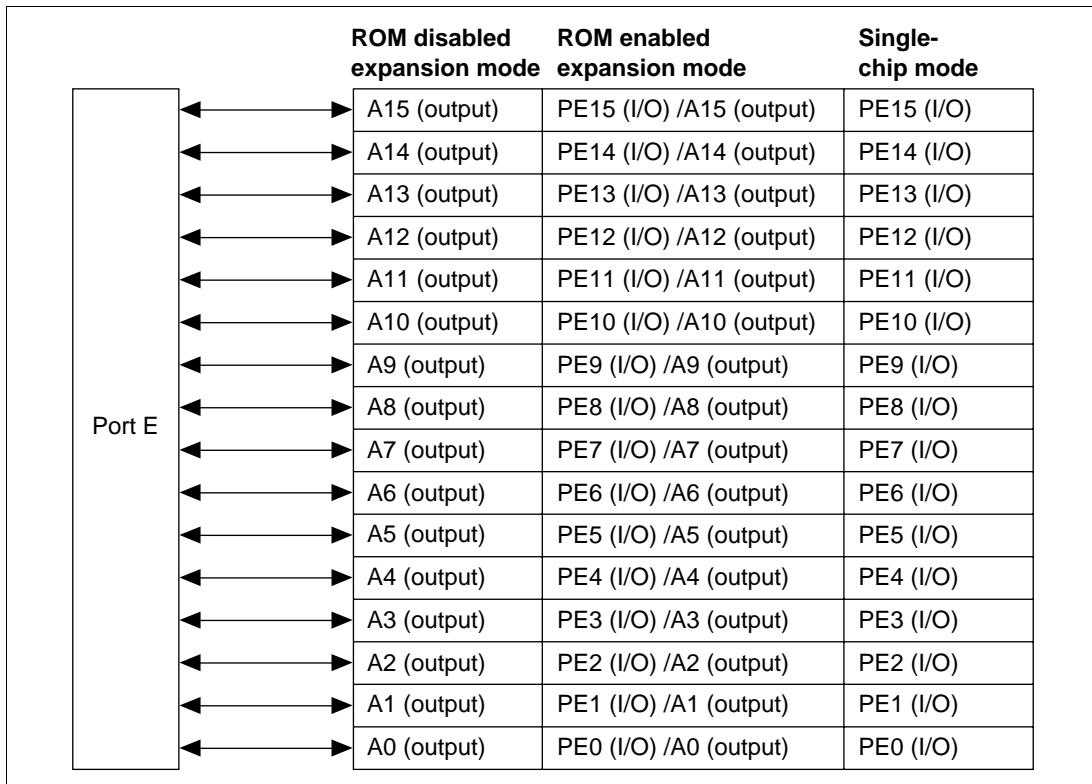 ROM disabled expansion mode ROM enabled expansion mode Single-chip mode
A15 (output) PE15 (I/O) /A15 (output) PE15 (I/O)
A14 (output) PE14 (I/O) /A14 (output) PE14 (I/O)
A13 (output) PE13 (I/O) /A13 (output) PE13 (I/O)
A12 (output) PE12 (I/O) /A12 (output) PE12 (I/O)
A11 (output) PE11 (I/O) /A11 (output) PE11 (I/O)
A10 (output) PE10 (I/O) /A10 (output) PE10 (I/O)
A9 (output) PE9 (I/O) /A9 (output) PE9 (I/O)
A8 (output) PE8 (I/O) /A8 (output) PE8 (I/O)
Port E
A7 (output) PE7 (I/O) /A7 (output) PE7 (I/O)
A6 (output) PE6 (I/O) /A6 (output) PE6 (I/O)
A5 (output) PE5 (I/O) /A5 (output) PE5 (I/O)
A4 (output) PE4 (I/O) /A4 (output) PE4 (I/O)
A3 (output) PE3 (I/O) /A3 (output) PE3 (I/O)
A2 (output) PE2 (I/O) /A2 (output) PE2 (I/O)
A1 (output) PE1 (I/O) /A1 (output) PE1 (I/O)
A0 (output) PE0 (I/O) /A0 (output) PE0 (I/O)